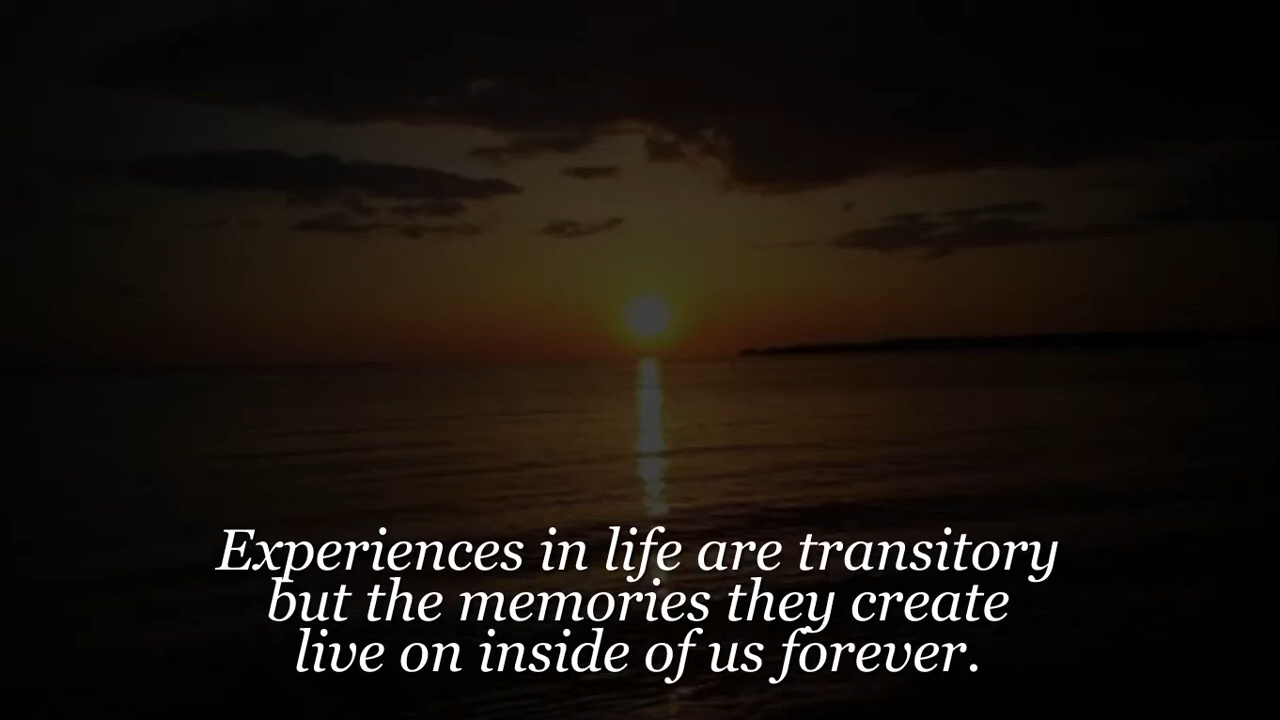 Experiences in life are transitory
but the memories they create
live on inside of us forever.